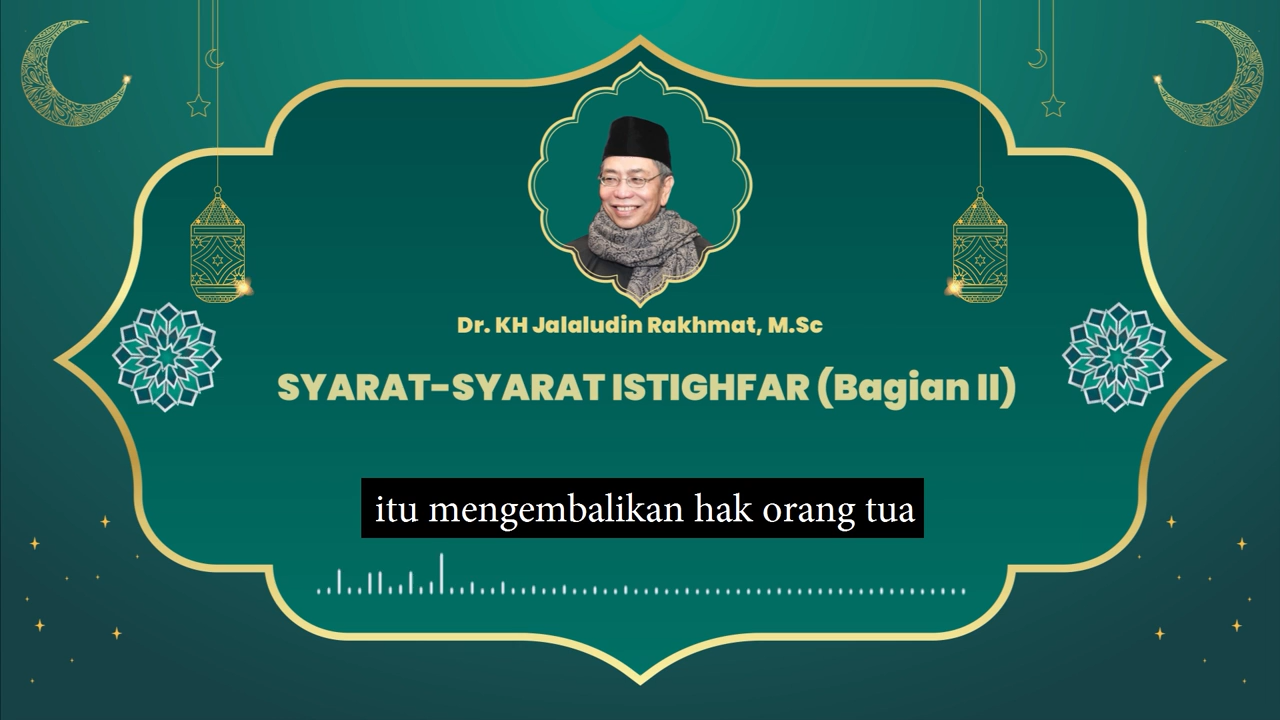 Dr. KH Jalaludin Rakhmat, M.Sc
SYARAT-SYARAT ISTIGHFAR (Bagian II)
itu mengembalikan hak orang tua